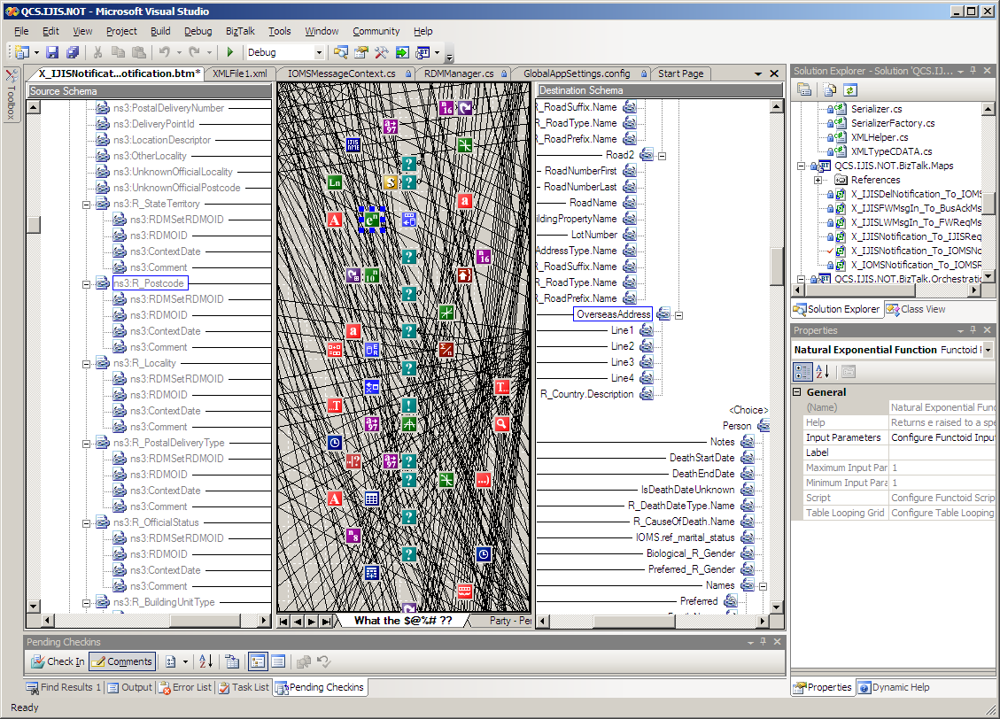 QCS.IJIS.NOT - Microsoft Visual Studio
File Edit View Project Build Debug BizTalk Tools Window Community Help
Debug
Toolbox
X_IJISNotificat...otification.btm* XMLFile1.xml IOMSMessageContext.cs RDMManager.cs GlobalAppSettings.config Start Page
Source Schema
ns3:PostalDeliveryNumber
ns3:DeliveryPointId
ns3:LocationDescriptor
ns3:OtherLocality
ns3:UnknownOfficialLocality
ns3:UnknownOfficialPostcode
ns3:R_StateTerritory
ns3:RDMSetRDMOID
ns3:RDMOID
ns3:ContextDate
ns3:Comment
ns3:R_Postcode
ns3:RDMSetRDMOID
ns3:RDMOID
ns3:ContextDate
ns3:Comment
ns3:R_Locality
ns3:RDMSetRDMOID
ns3:RDMOID
ns3:ContextDate
ns3:Comment
ns3:R_PostalDeliveryType
ns3:RDMSetRDMOID
ns3:RDMOID
ns3:ContextDate
ns3:Comment
ns3:R_OfficialStatus
ns3:RDMSetRDMOID
ns3:RDMOID
ns3:ContextDate
ns3:Comment
ns3:R_BuildingUnitType
What the $@%# ?? Party - Per
Destination Schema
R_RoadSuffix.Name
R_RoadType.Name
R_RoadPrefix.Name
Road2
RoadNumberFirst
RoadNumberLast
RoadName
uildingPropertyName
LotNumber
AddressType.Name
R_RoadSuffix.Name
R_RoadType.Name
R_RoadPrefix.Name
OverseasAddress
Line1
Line2
Line3
Line4
R_Country.Description
<Choice>
Person
Notes
DeathStartDate
DeathEndDate
IsDeathDateUnknown
R_DeathDateType.Name
R_CauseOfDeath.Name
IOMS.ref_marital_status
Biological_R_Gender
Preferred_R_Gender
Names
Preferred
Solution Explorer - Solution 'QCS.IJ...
Serializer.cs
SerializerFactory.cs
XMLHelper.cs
XMLTypeCDATA.cs
QCS.IJIS.NOT.BizTalk.Maps
References
X_IJISDelNotification_To_IOMS
X_IJISFWMsgIn_To_BusAckMs
X_IJISFWMsgIn_To_FWReqMs
X_IJISNotification_To_IJISReq
X_IJISNotification_To_IOMSNo
X_IOMSNotification_To_IOMSR
QCS.IJIS.NOT.BizTalk.Orchestratio
Solution Explorer Class View
Properties
Natural Exponential Function Functoid
General
(Name) Natural Exponential Func
Help Returns e raised to a spe
Input Parameters Configure Functoid Input
Label
Maximum Input Par 1
Minimum Input Para 1
Script Configure Functoid Scrip
Table Looping Grid Configure Table Looping
Properties Dynamic Help
Pending Checkins
Check In Comments
Find Results 1 Output Error List Task List Pending Checkins
Ready